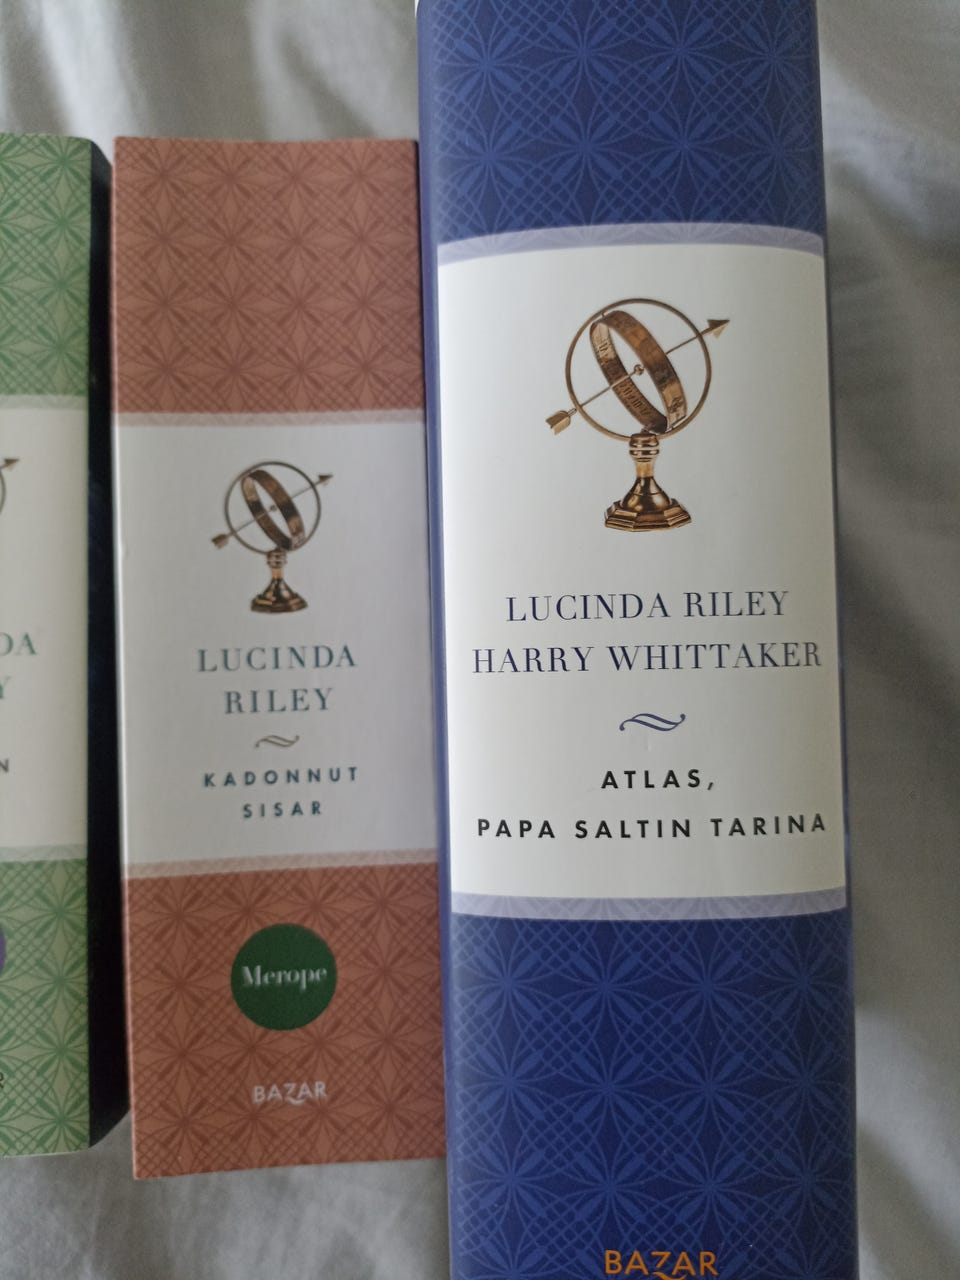 LUCINDA
RILEY
KADONNUT
SISAR
Merope
BAZAR
LUCINDA RILEY
HARRY WHITTAKER
ATLAS,
PAPA SALTIN TARINA
BAZAR